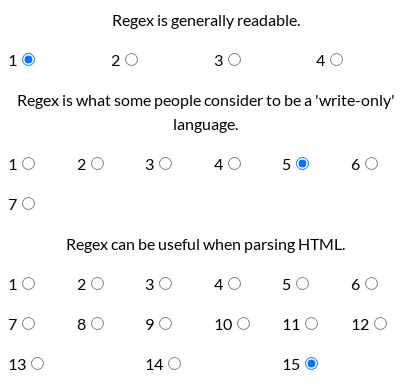 Regex is generally readable.
1 2 3 4
Regex is what some people consider to be a 'write-only'
language.
1 2 3 4 5 6
7
Regex can be useful when parsing HTML.
1 2 3 4 5 6
7 8 9 10 11 12
13 14 15